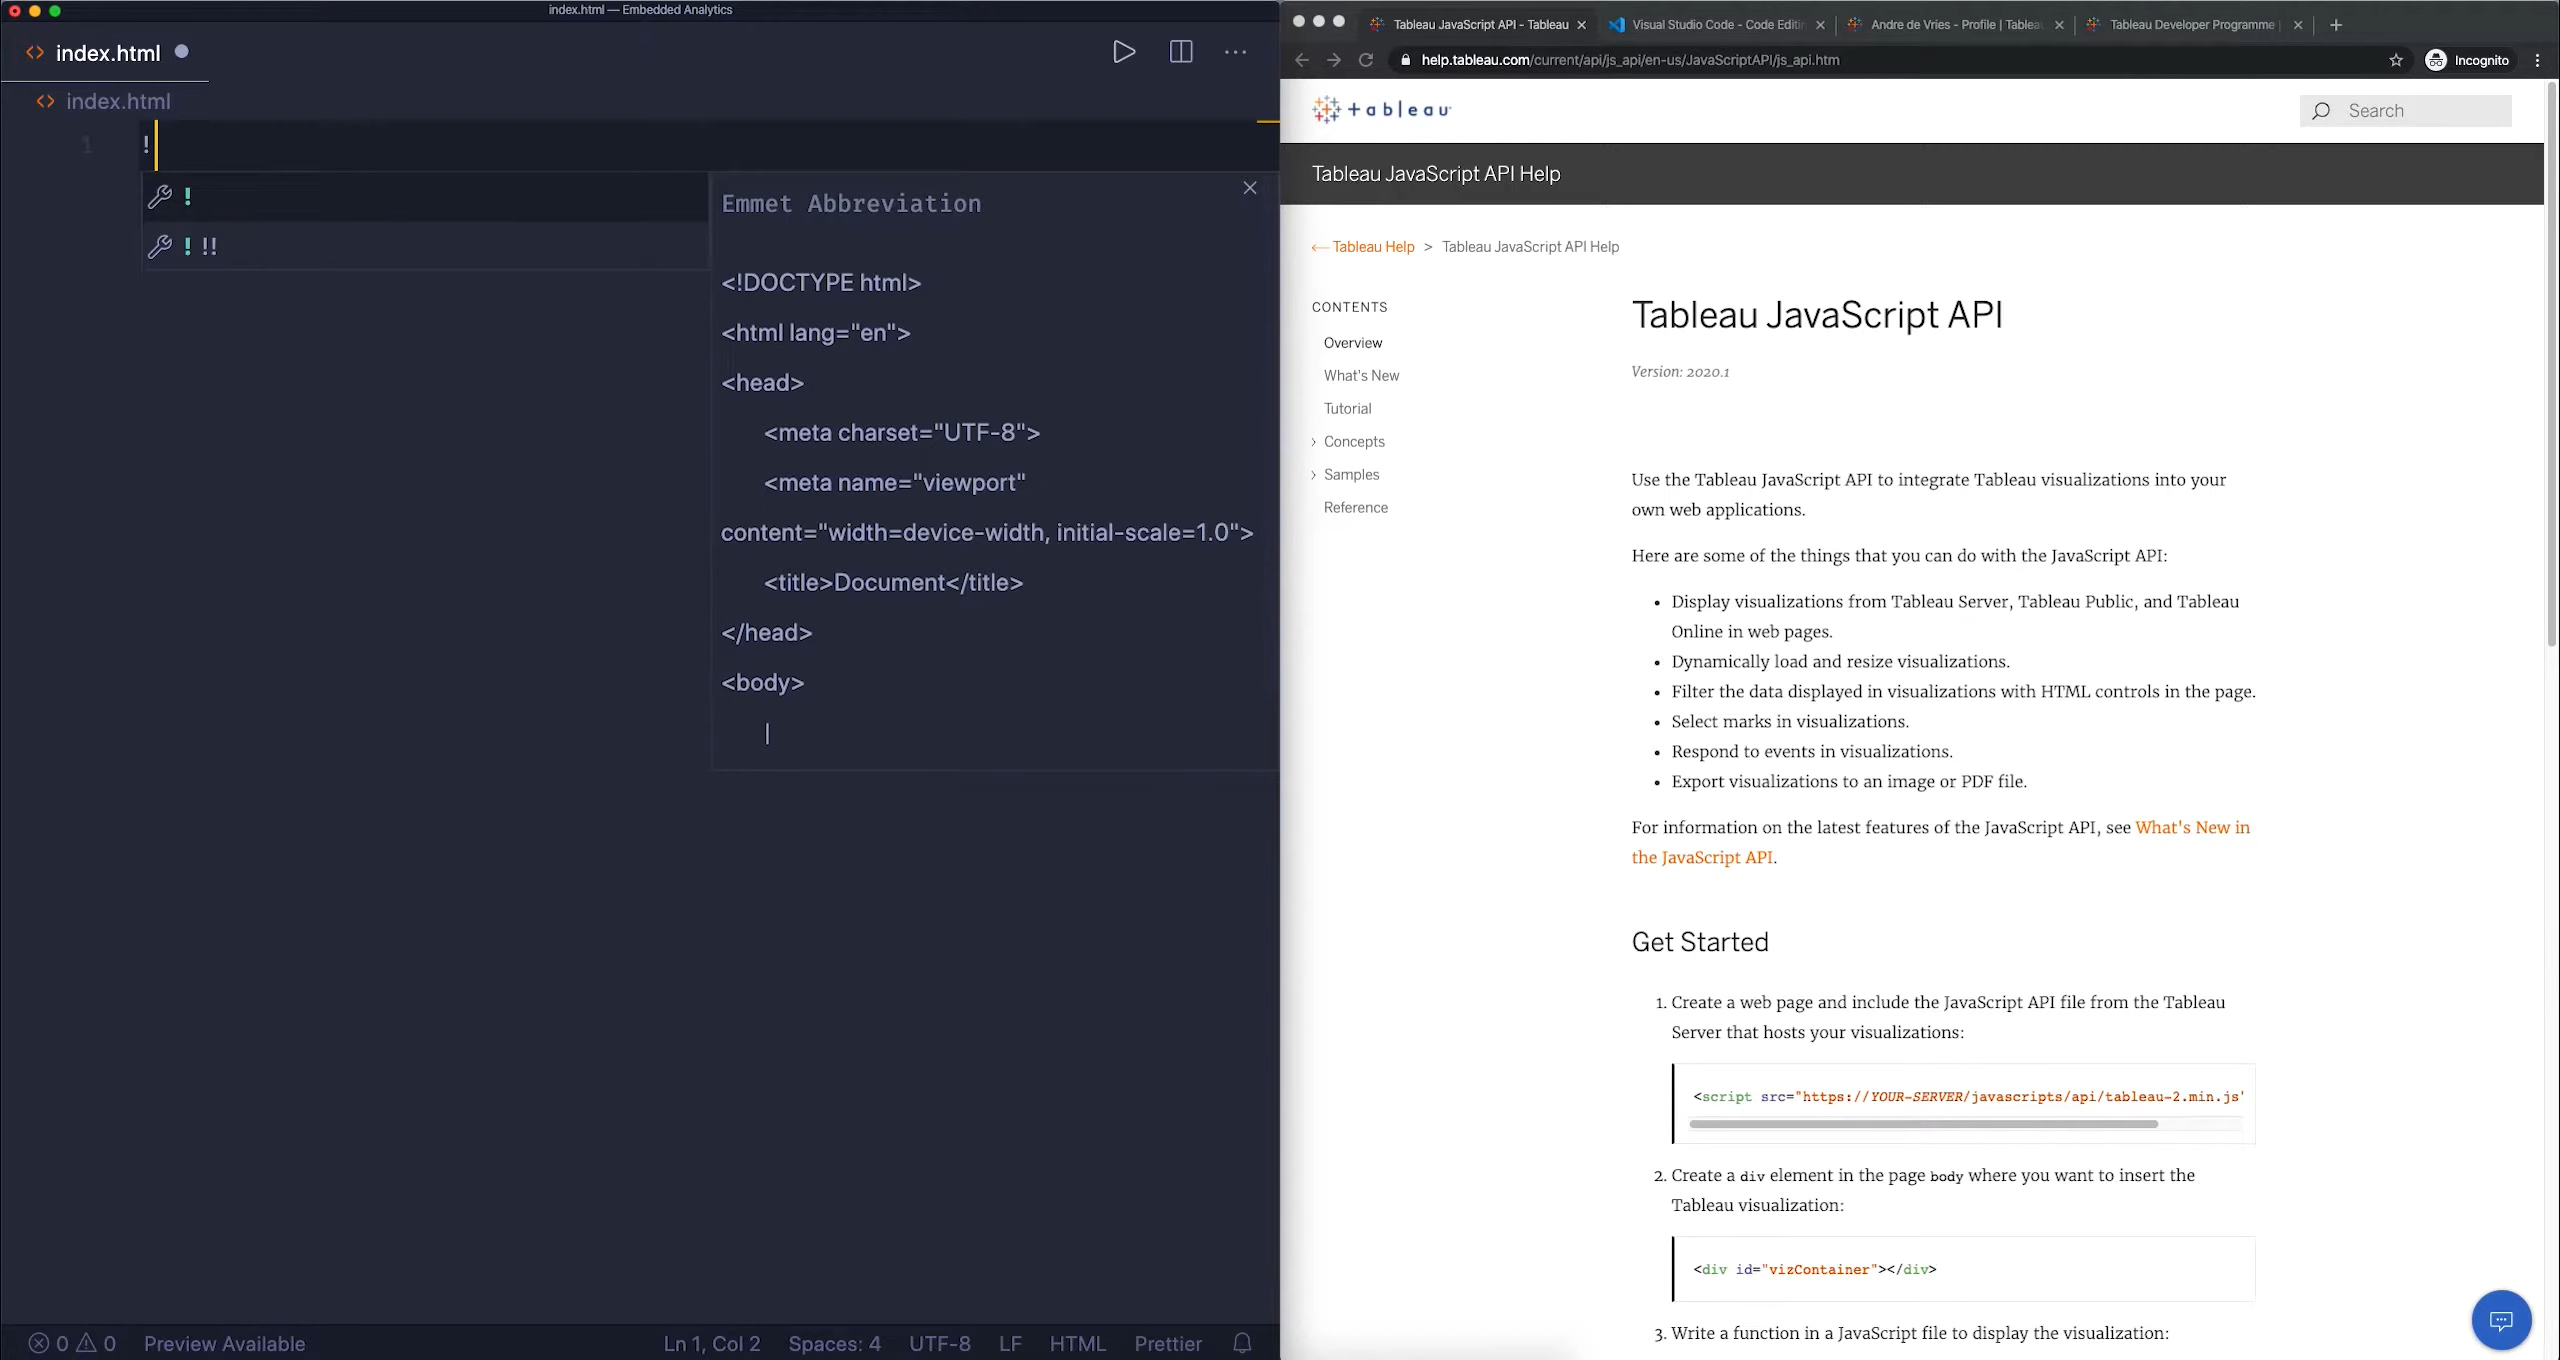 index.html — Embedded Analytics
index.html
index.html
1 !
!
! !!
Emmet Abbreviation
<!DOCTYPE html>
<html lang="en">
<head>
<meta charset="UTF-8">
<meta name="viewport"
content="width=device-width, initial-scale=1.0">
<title>Document</title>
</head>
<body>
|
0 0 Preview Available Ln 1, Col 2 Spaces: 4 UTF-8 LF HTML Prettier
Tableau JavaScript API - Tableau Visual Studio Code - Code Editi Andre de Vries - Profile | Tablea Tableau Developer Programme
help.tableau.com/current/api/js_api/en-us/JavaScriptAPI/js_api.htm Incognito
+ableau Search
Tableau JavaScript API Help
Tableau Help > Tableau JavaScript API Help
CONTENTS
Overview
What's New
Tutorial
Concepts
Samples
Reference
Tableau JavaScript API
Version: 2020.1
Use the Tableau JavaScript API to integrate Tableau visualizations into your
own web applications.
Here are some of the things that you can do with the JavaScript API:
• Display visualizations from Tableau Server, Tableau Public, and Tableau
Online in web pages.
• Dynamically load and resize visualizations.
• Filter the data displayed in visualizations with HTML controls in the page.
• Select marks in visualizations.
• Respond to events in visualizations.
• Export visualizations to an image or PDF file.
For information on the latest features of the JavaScript API, see What's New in
the JavaScript API.
Get Started
1. Create a web page and include the JavaScript API file from the Tableau
Server that hosts your visualizations:
<script src="https://YOUR-SERVER/javascripts/api/tableau-2.min.js"
2. Create a div element in the page body where you want to insert the
Tableau visualization:
<div id="vizContainer"></div>
3. Write a function in a JavaScript file to display the visualization: